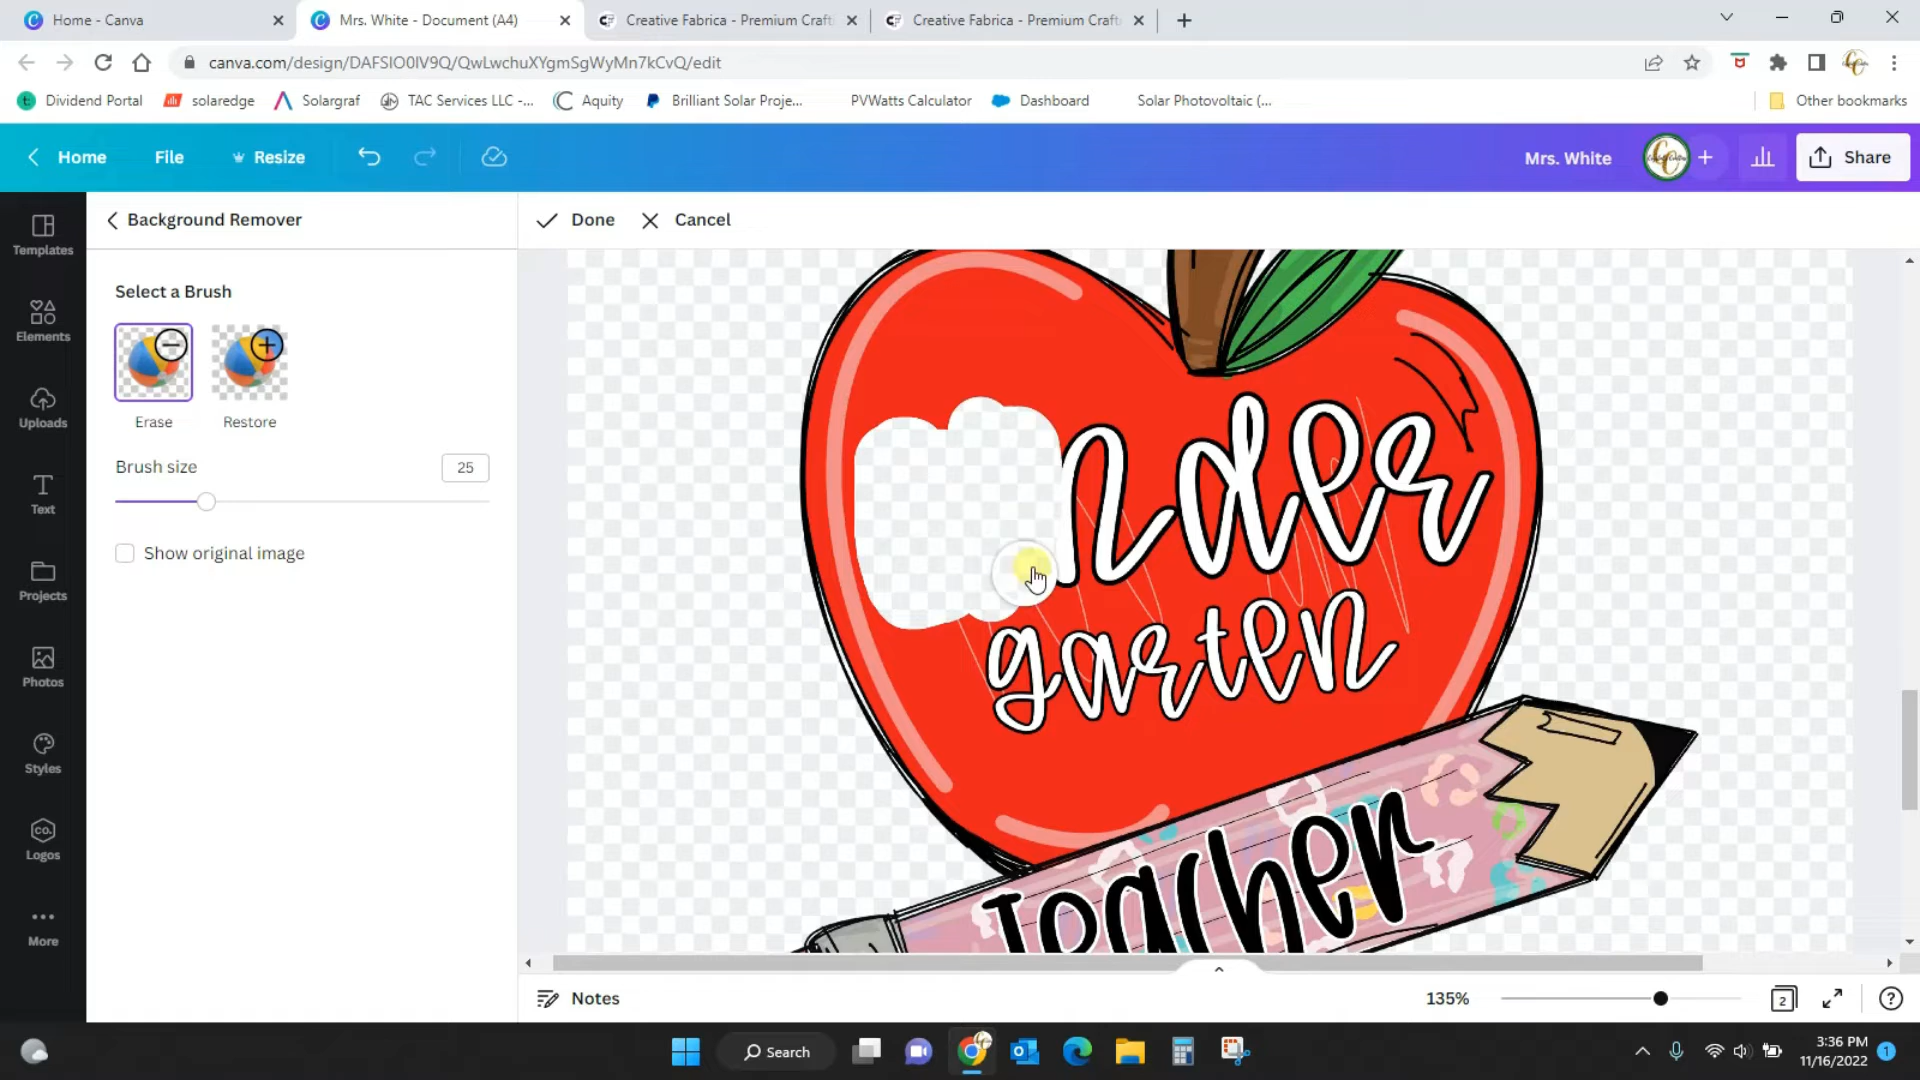 Home - Canva
Mrs. White - Document (A4)
Creative Fabrica - Premium Craft
Creative Fabrica - Premium Craft
canva.com/design/DAFSIO0IV9Q/QwLwchuXYgmSgWyMn7kCvQ/edit
Dividend Portal
solaredge
Solargraf
TAC Services LLC -...
Aquity
Brilliant Solar Proje...
PVWatts Calculator
Dashboard
Solar Photovoltaic (...
Other bookmarks
Home
File
Resize
Mrs. White
Share
Templates
Elements
Uploads
Text
Projects
Photos
Styles
CO.
Logos
More
Background Remover
Select a Brush
Erase
Restore
Brush size
25
Show original image
Done
Cancel
nder
garten
Teacher
Notes
135%
2
Search
3:36 PM
11/16/2022
1